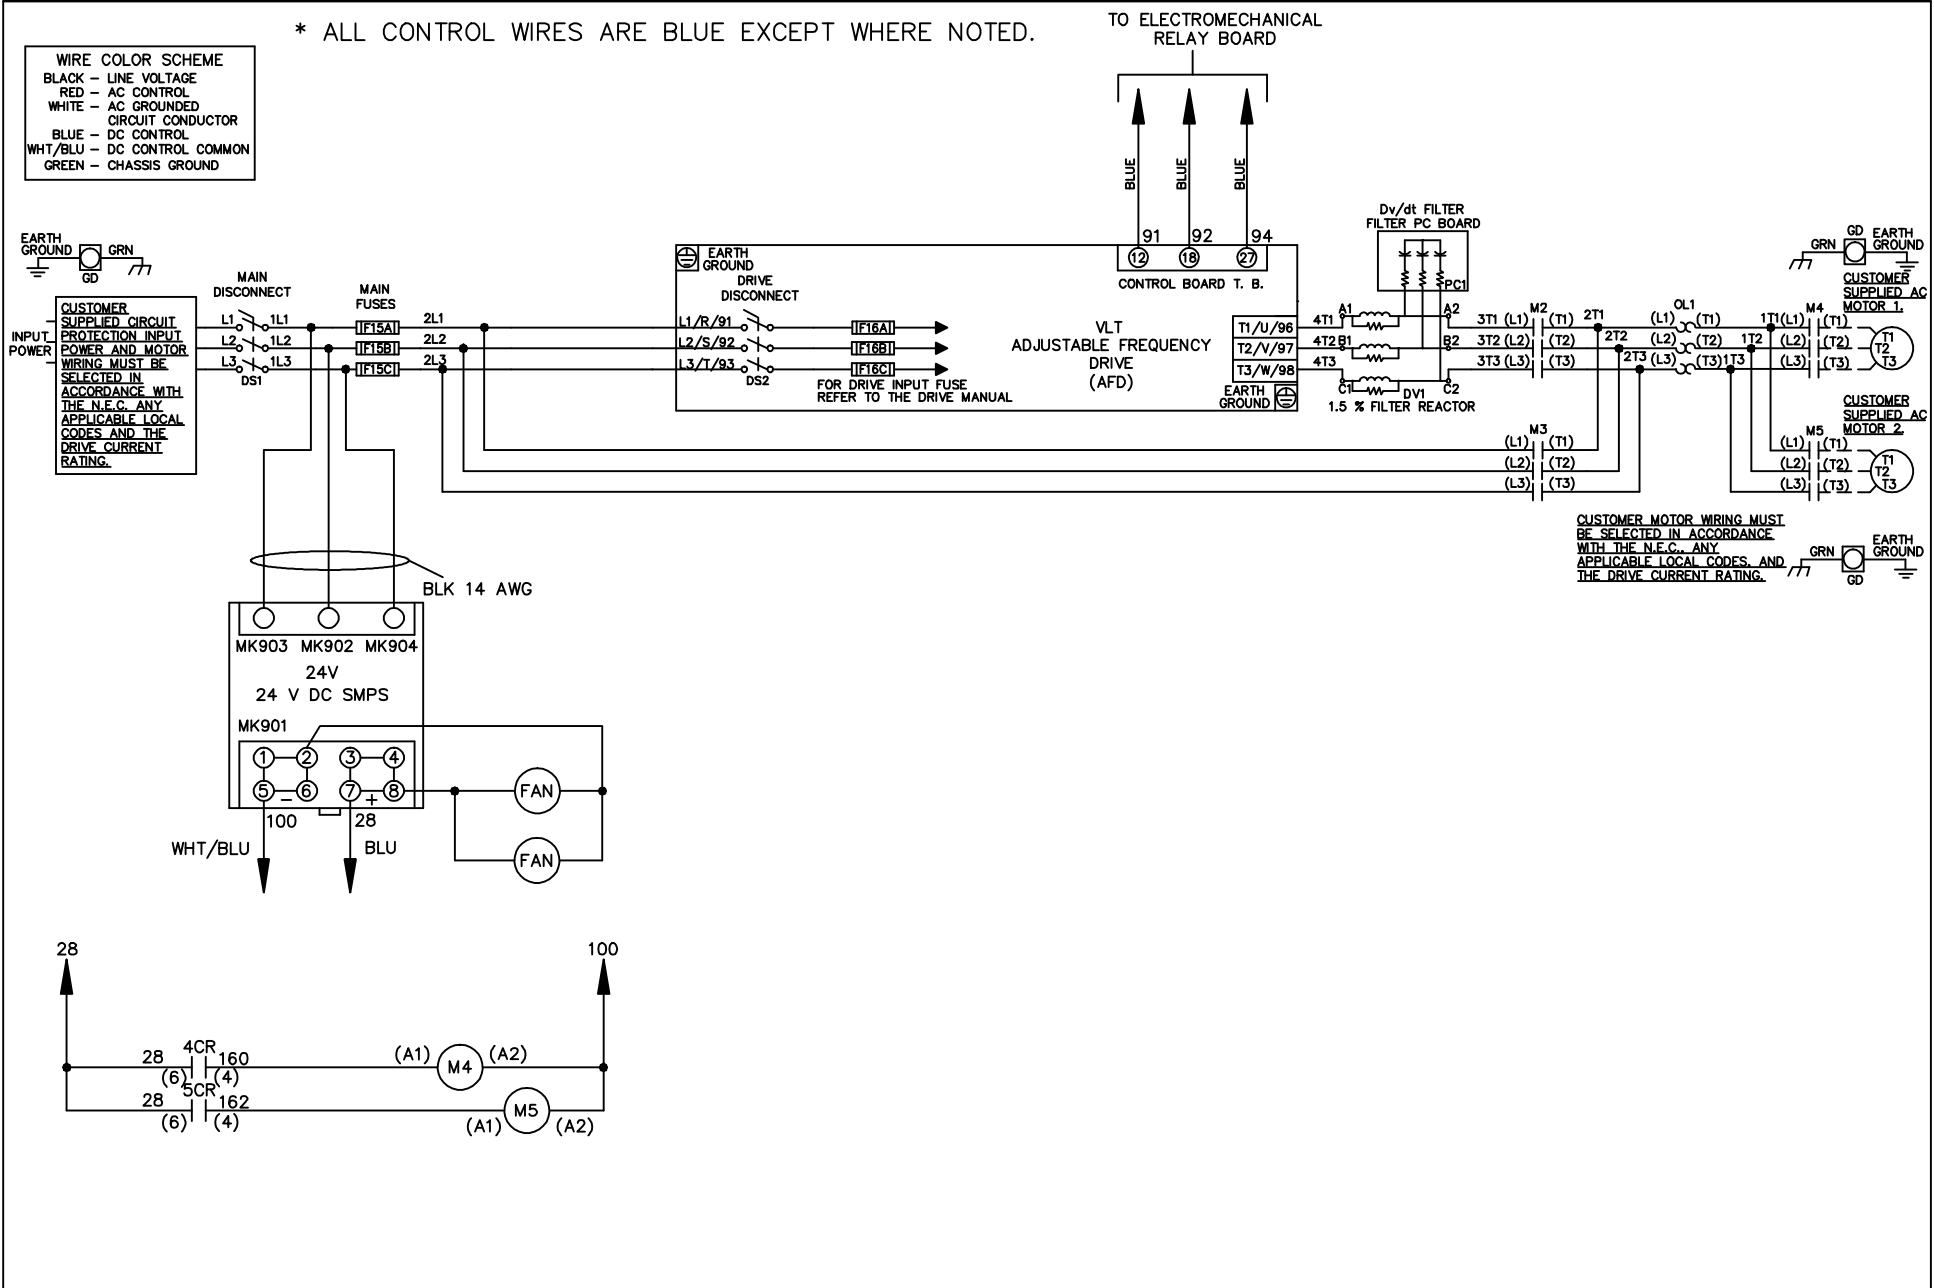 * ALL CONTROL WIRES ARE BLUE EXCEPT WHERE NOTED.
TO ELECTROMECHANICAL
RELAY BOARD
WIRE COLOR SCHEME
BLACK – LINE VOLTAGE
RED – AC CONTROL
WHITE – AC GROUNDED
CIRCUIT CONDUCTOR
BLUE – DC CONTROL
WHT/BLU – DC CONTROL COMMON
GREEN – CHASSIS GROUND
BLUE
BLUE
BLUE
91
92
94
12
18
27
CONTROL BOARD T. B.
EARTH
GROUND
GRN
GD
CUSTOMER
SUPPLIED CIRCUIT
PROTECTION INPUT
POWER AND MOTOR
WIRING MUST BE
SELECTED IN
ACCORDANCE WITH
THE N.E.C. ANY
APPLICABLE LOCAL
CODES AND THE
DRIVE CURRENT
RATING.
INPUT
POWER
MAIN
DISCONNECT
L1
1L1
L2
1L2
L3
1L3
DS1
MAIN
FUSES
F15A
F15B
F15C
2L1
2L2
2L3
EARTH
GROUND
DRIVE
DISCONNECT
L1/R/91
L2/S/92
L3/T/93
DS2
F16A
F16B
F16C
FOR DRIVE INPUT FUSE
REFER TO THE DRIVE MANUAL
VLT
ADJUSTABLE FREQUENCY
DRIVE
(AFD)
T1/U/96
T2/V/97
T3/W/98
EARTH
GROUND
4T1
4T2
4T3
Dv/dt FILTER
FILTER PC BOARD
PC1
A1
A2
B1
B2
C1
C2
DV1
1.5 % FILTER REACTOR
M2
3T1 (L1) (T1) 2T1
3T2 (L2) (T2) 2T2
3T3 (L3) (T3) 2T3
OL1
(L1) (T1) 1T1
(L2) (T2) 1T2
(L3) (T3) 1T3
M4
(L1) (T1)
(L2) (T2)
(L3) (T3)
T1
T2
T3
GRN
GD
EARTH
GROUND
CUSTOMER
SUPPLIED AC
MOTOR 1.
M3
(L1) (T1)
(L2) (T2)
(L3) (T3)
CUSTOMER
SUPPLIED AC
MOTOR 2.
M5
(L1) (T1)
(L2) (T2)
(L3) (T3)
T1
T2
T3
CUSTOMER MOTOR WIRING MUST
BE SELECTED IN ACCORDANCE
WITH THE N.E.C., ANY
APPLICABLE LOCAL CODES, AND
THE DRIVE CURRENT RATING.
GRN
GD
EARTH
GROUND
BLK 14 AWG
MK903 MK902 MK904
24V
24 V DC SMPS
MK901
1 2 3 4
5 – 6 7 + 8
FAN
FAN
100
28
WHT/BLU
BLU
28
100
28
4CR
160
(6) (4)
(A1) M4 (A2)
28
5CR
162
(6) (4)
(A1) M5 (A2)